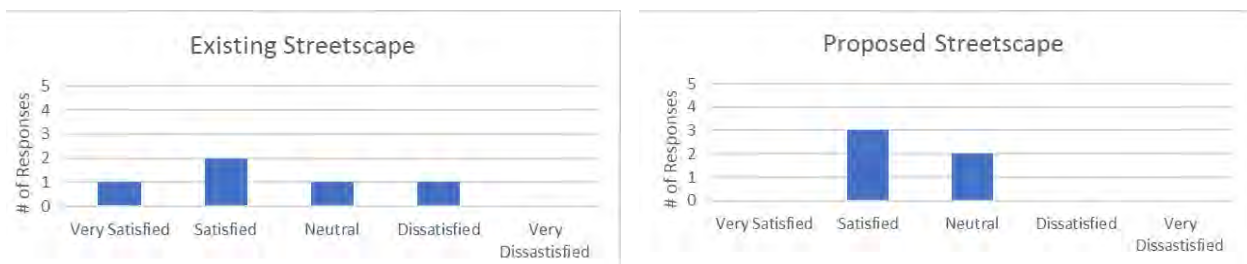 Existing Streetscape
# of Responses
5
4
3
2
1
0
Very Satisfied
Satisfied
Neutral
Dissatisfied
Very
Dissastisfied
Proposed Streetscape
# of Responses
5
4
3
2
1
0
Very Satisfied
Satisfied
Neutral
Dissatisfied
Very
Dissastisfied